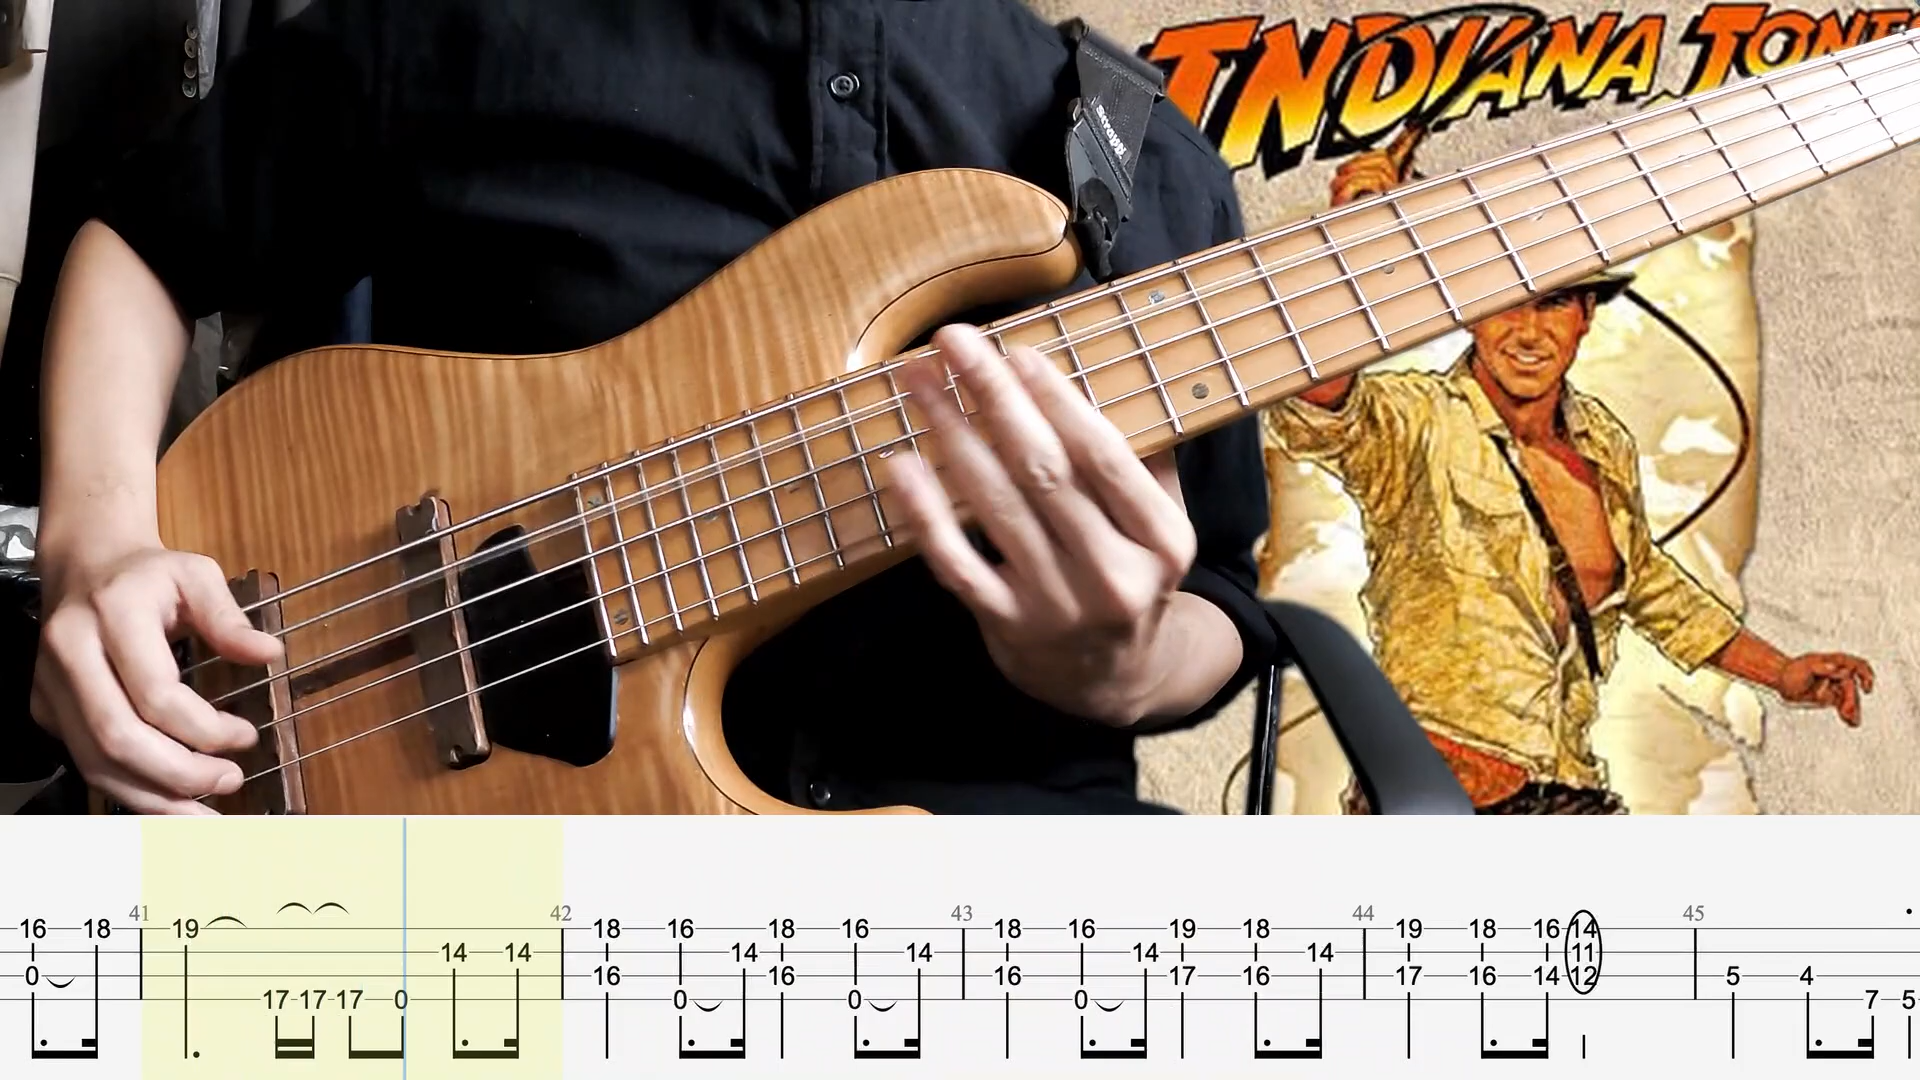 INDIANA JONES
41 42 43 44 45
16 18 19 18 16 18 16 18 16 19 18 19 18 16 14
14 14 14 14 14 14 11
0 16 16 16 17 16 17 16 14 12 5 4
17 17 17 0 0 0 0 7 5